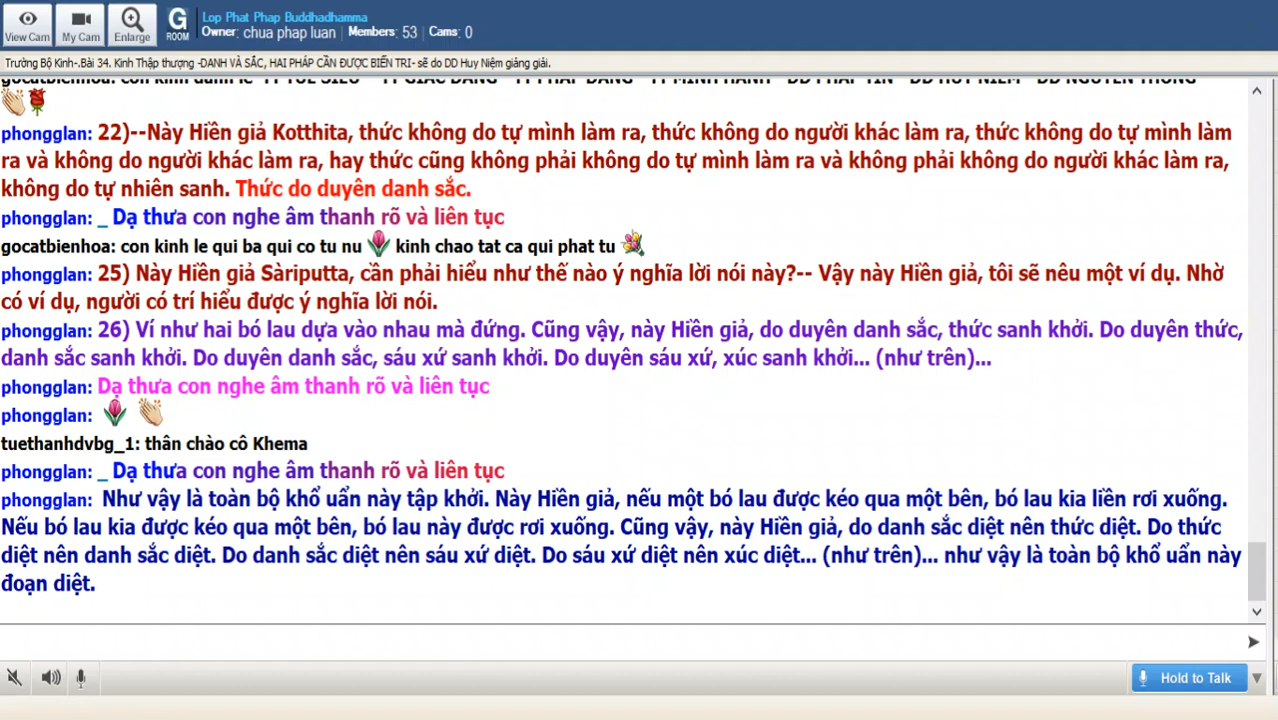 View Cam
My Cam
Enlarge
G
ROOM
Lop Phat Phap Buddhadhamma
Owner: chua phap luan Members: 53 Cams: 0
Trường Bộ Kinh-.Bài 34. Kinh Thập thượng -DANH VÀ SẮC, HAI PHÁP CẦN ĐƯỢC BIẾN TRI- sẽ do DD Huy Niệm giảng giải.
phongglan: 22)--Này Hiền giả Kotthita, thức không do tự mình làm ra, thức không do người khác làm ra, thức không do tự mình làm
ra và không do người khác làm ra, hay thức cũng không phải không do tự mình làm ra và không phải không do người khác làm ra,
không do tự nhiên sanh. Thức do duyên danh sắc.
phongglan: _ Dạ thưa con nghe âm thanh rõ và liên tục
gocatbienhoa: con kinh le qui ba qui co tu nu kinh chao tat ca qui phat tu
phongglan: 25) Này Hiền giả Sàriputta, cần phải hiểu như thế nào ý nghĩa lời nói này?-- Vậy này Hiền giả, tôi sẽ nêu một ví dụ. Nhờ
có ví dụ, người có trí hiểu được ý nghĩa lời nói.
phongglan: 26) Ví như hai bó lau dựa vào nhau mà đứng. Cũng vậy, này Hiền giả, do duyên danh sắc, thức sanh khởi. Do duyên thức,
danh sắc sanh khởi. Do duyên danh sắc, sáu xứ sanh khởi. Do duyên sáu xứ, xúc sanh khởi... (như trên)...
phongglan: Dạ thưa con nghe âm thanh rõ và liên tục
phongglan:
tuethanhdvbg_1: thân chào cô Khema
phongglan: _ Dạ thưa con nghe âm thanh rõ và liên tục
phongglan: Như vậy là toàn bộ khổ uẩn này tập khởi. Này Hiền giả, nếu một bó lau được kéo qua một bên, bó lau kia liền rơi xuống.
Nếu bó lau kia được kéo qua một bên, bó lau này được rơi xuống. Cũng vậy, này Hiền giả, do danh sắc diệt nên thức diệt. Do thức
diệt nên danh sắc diệt. Do danh sắc diệt nên sáu xứ diệt. Do sáu xứ diệt nên xúc diệt... (như trên)... như vậy là toàn bộ khổ uẩn này
đoạn diệt.
Hold to Talk